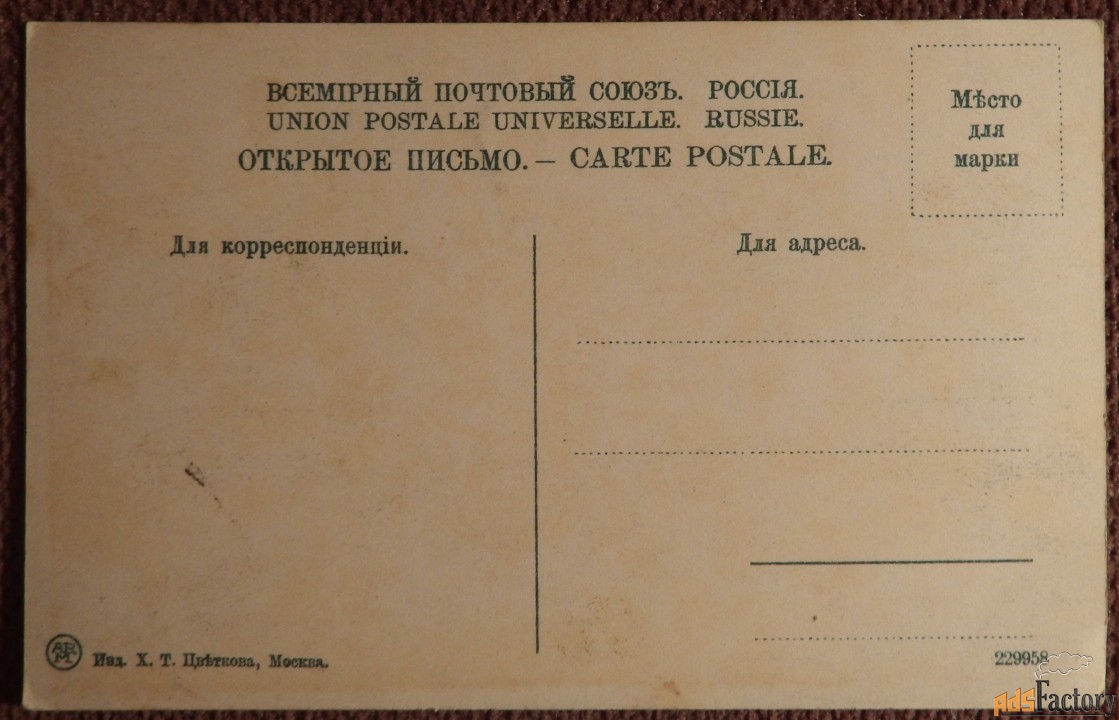 ВСЕМІРНЫЙ ПОЧТОВЫЙ СОЮЗЪ. РОССІЯ.
UNION POSTALE UNIVERSELLE. RUSSIE.
ОТКРЫТОЕ ПИСЬМО. — CARTE POSTALE.
Мѣсто
для
марки
Для корреспонденціи.
Для адреса.
Изд. Х. Т. Цвѣткова, Москва.
229958
AdsFactory